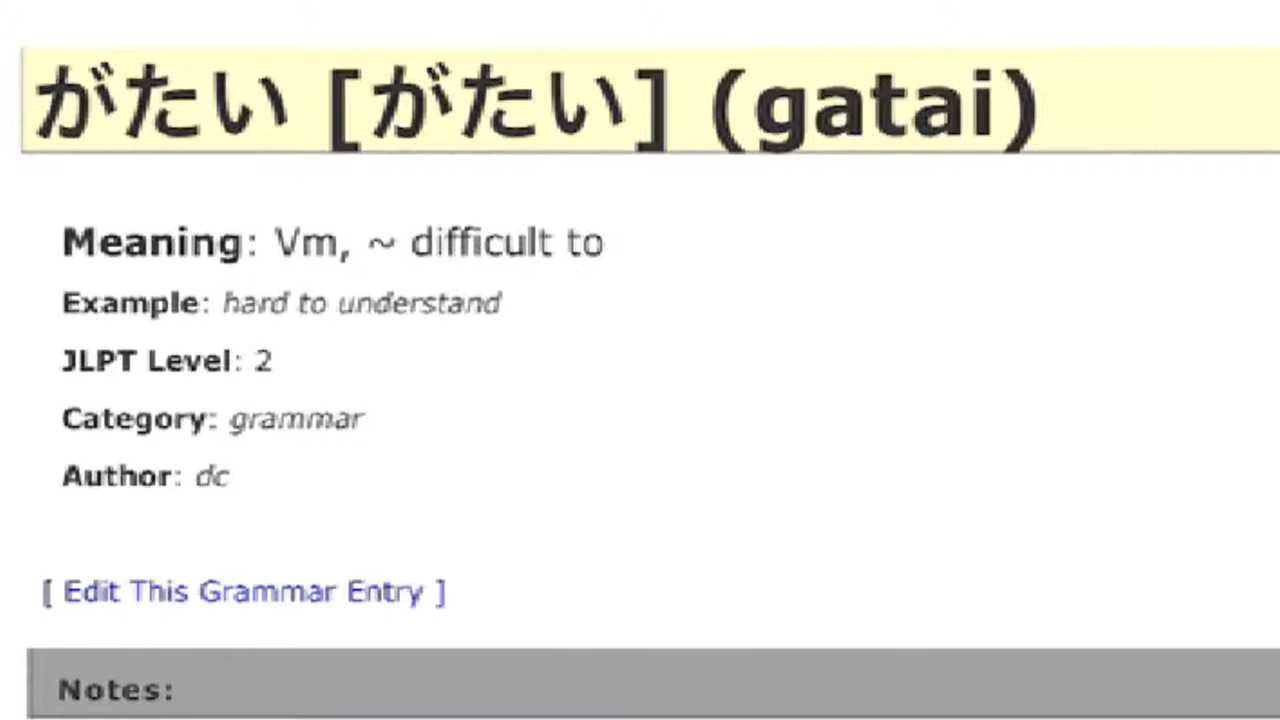 がたい [がたい] (gatai)
Meaning: Vm, ~ difficult to
Example: hard to understand
JLPT Level: 2
Category: grammar
Author: dc
[ Edit This Grammar Entry ]
Notes: